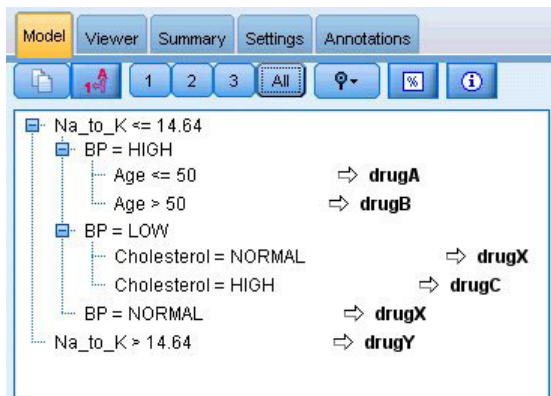 Model Viewer Summary Settings Annotations
1 A 1 2 3 All %
Na_to_K <= 14.64
BP = HIGH
Age <= 50 ⇨ drugA
Age > 50 ⇨ drugB
BP = LOW
Cholesterol = NORMAL ⇨ drugX
Cholesterol = HIGH ⇨ drugC
BP = NORMAL ⇨ drugX
Na_to_K > 14.64 ⇨ drugY